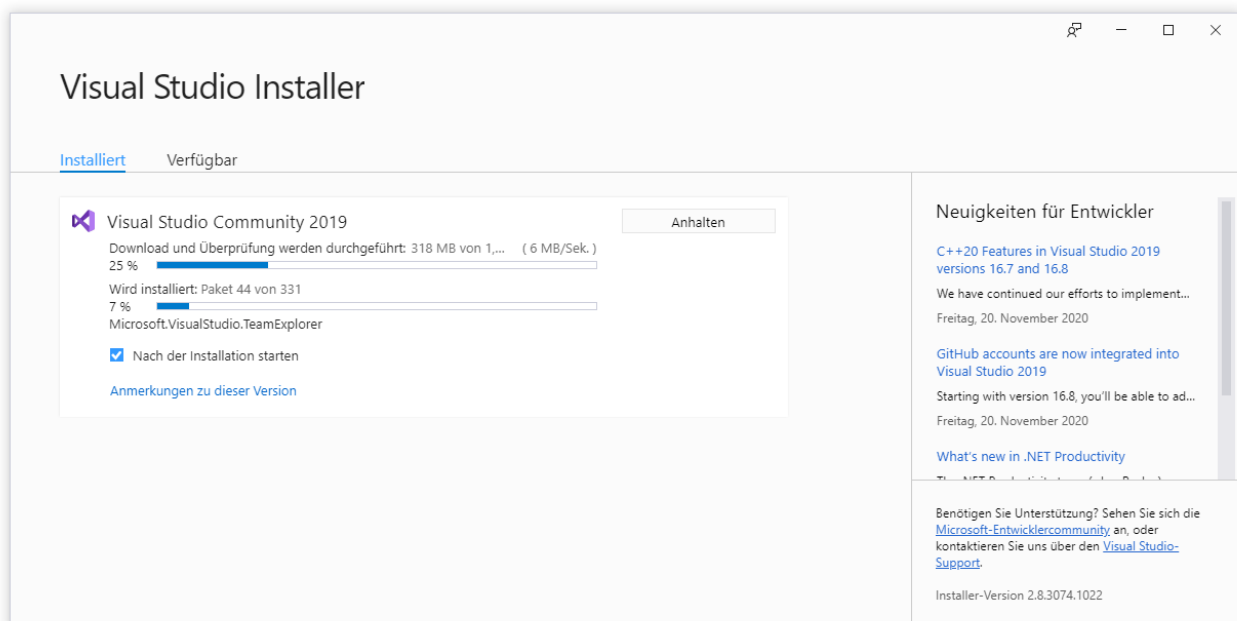 Visual Studio Installer
Installiert
Verfügbar
Visual Studio Community 2019
Anhalten
Download und Überprüfung werden durchgeführt: 318 MB von 1,... ( 6 MB/Sek. )
25 %
Wird installiert: Paket 44 von 331
7 %
Microsoft.VisualStudio.TeamExplorer
Nach der Installation starten
Anmerkungen zu dieser Version
Neuigkeiten für Entwickler
C++20 Features in Visual Studio 2019
versions 16.7 and 16.8
We have continued our efforts to implement...
Freitag, 20. November 2020
GitHub accounts are now integrated into
Visual Studio 2019
Starting with version 16.8, you'll be able to ad...
Freitag, 20. November 2020
What's new in .NET Productivity
Benötigen Sie Unterstützung? Sehen Sie sich die
Microsoft-Entwicklercommunity an, oder
kontaktieren Sie uns über den Visual Studio-
Support.
Installer-Version 2.8.3074.1022